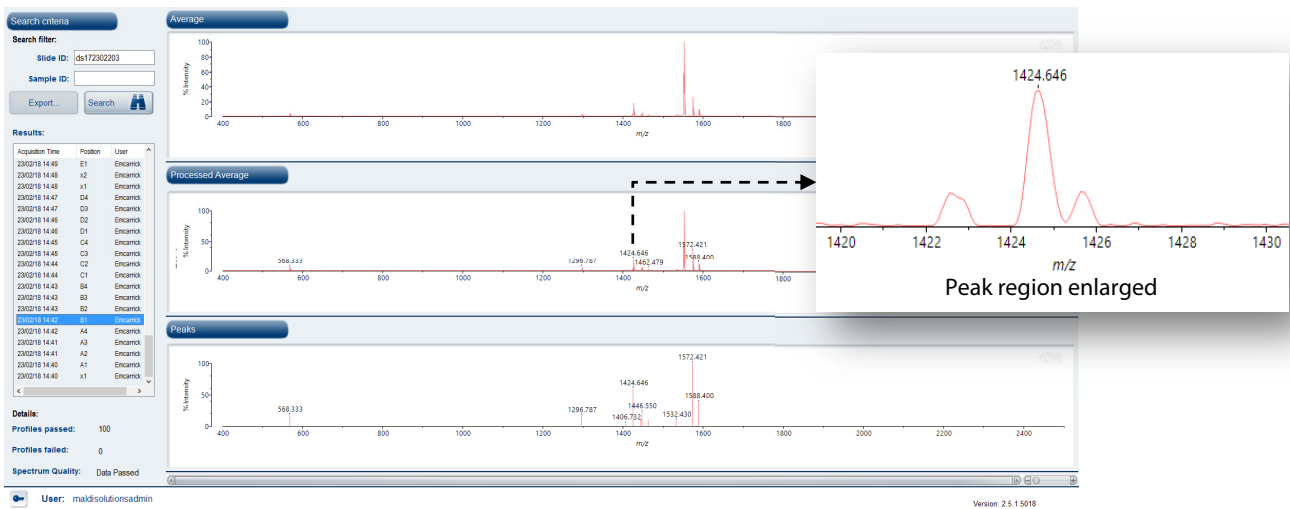 Search criteria
Search filter:
Slide ID: ds172302203
Sample ID:
Export... Search
Results:
Acquisition Time Position User
23/02/18 14:49 E1 Emcarrick
23/02/18 14:48 x2 Emcarrick
23/02/18 14:48 x1 Emcarrick
23/02/18 14:47 D4 Emcarrick
23/02/18 14:47 D3 Emcarrick
23/02/18 14:46 D2 Emcarrick
23/02/18 14:46 D1 Emcarrick
23/02/18 14:45 C4 Emcarrick
23/02/18 14:45 C3 Emcarrick
23/02/18 14:44 C2 Emcarrick
23/02/18 14:44 C1 Emcarrick
23/02/18 14:43 B4 Emcarrick
23/02/18 14:43 B3 Emcarrick
23/02/18 14:43 B2 Emcarrick
23/02/18 14:42 B1 Emcarrick
23/02/18 14:42 A4 Emcarrick
23/02/18 14:41 A3 Emcarrick
23/02/18 14:41 A2 Emcarrick
23/02/18 14:40 A1 Emcarrick
23/02/18 14:40 x1 Emcarrick
Details:
Profiles passed: 100
Profiles failed: 0
Spectrum Quality: Data Passed
User: maldisolutionsadmin
Average
% Intensity
100
80
60
40
20
400 600 800 1000 1200 1400 1600 1800
m/z
Processed Average
100
50
0
568.333 1296.787 1424.646 1462.479 1572.421 1588.400
400 600 800 1000 1200 1400 1600 1800
m/z
Peaks
% Intensity
100
50
0
568.333 1296.787 1406.732 1424.646 1446.550 1532.430 1572.421 1588.400
400 600 800 1000 1200 1400 1600 1800 2000 2200 2400
m/z
1424.646
1420 1422 1424 1426 1428 1430
m/z
Peak region enlarged
Version: 2.5.1.5018